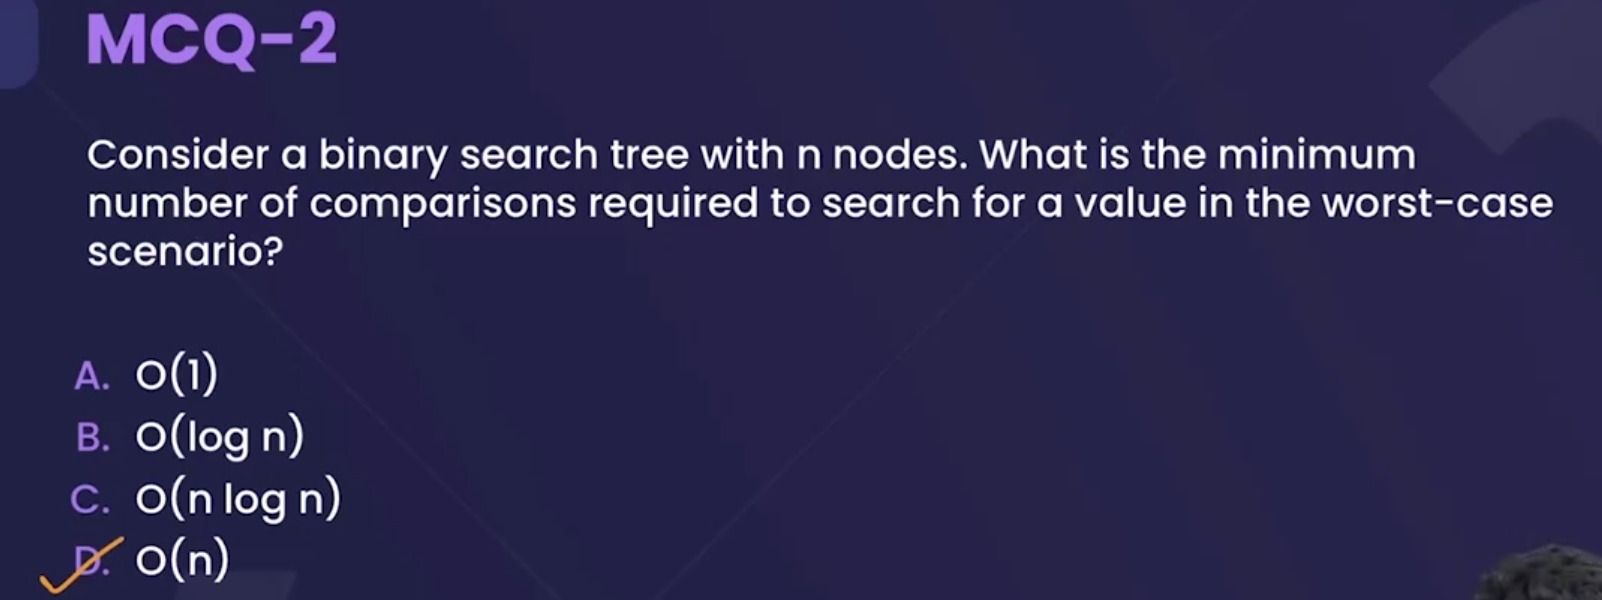 MCQ-2
Consider a binary search tree with n nodes. What is the minimum
number of comparisons required to search for a value in the worst-case
scenario?
A. O(1)
B. O(log n)
C. O(n log n)
D. O(n)